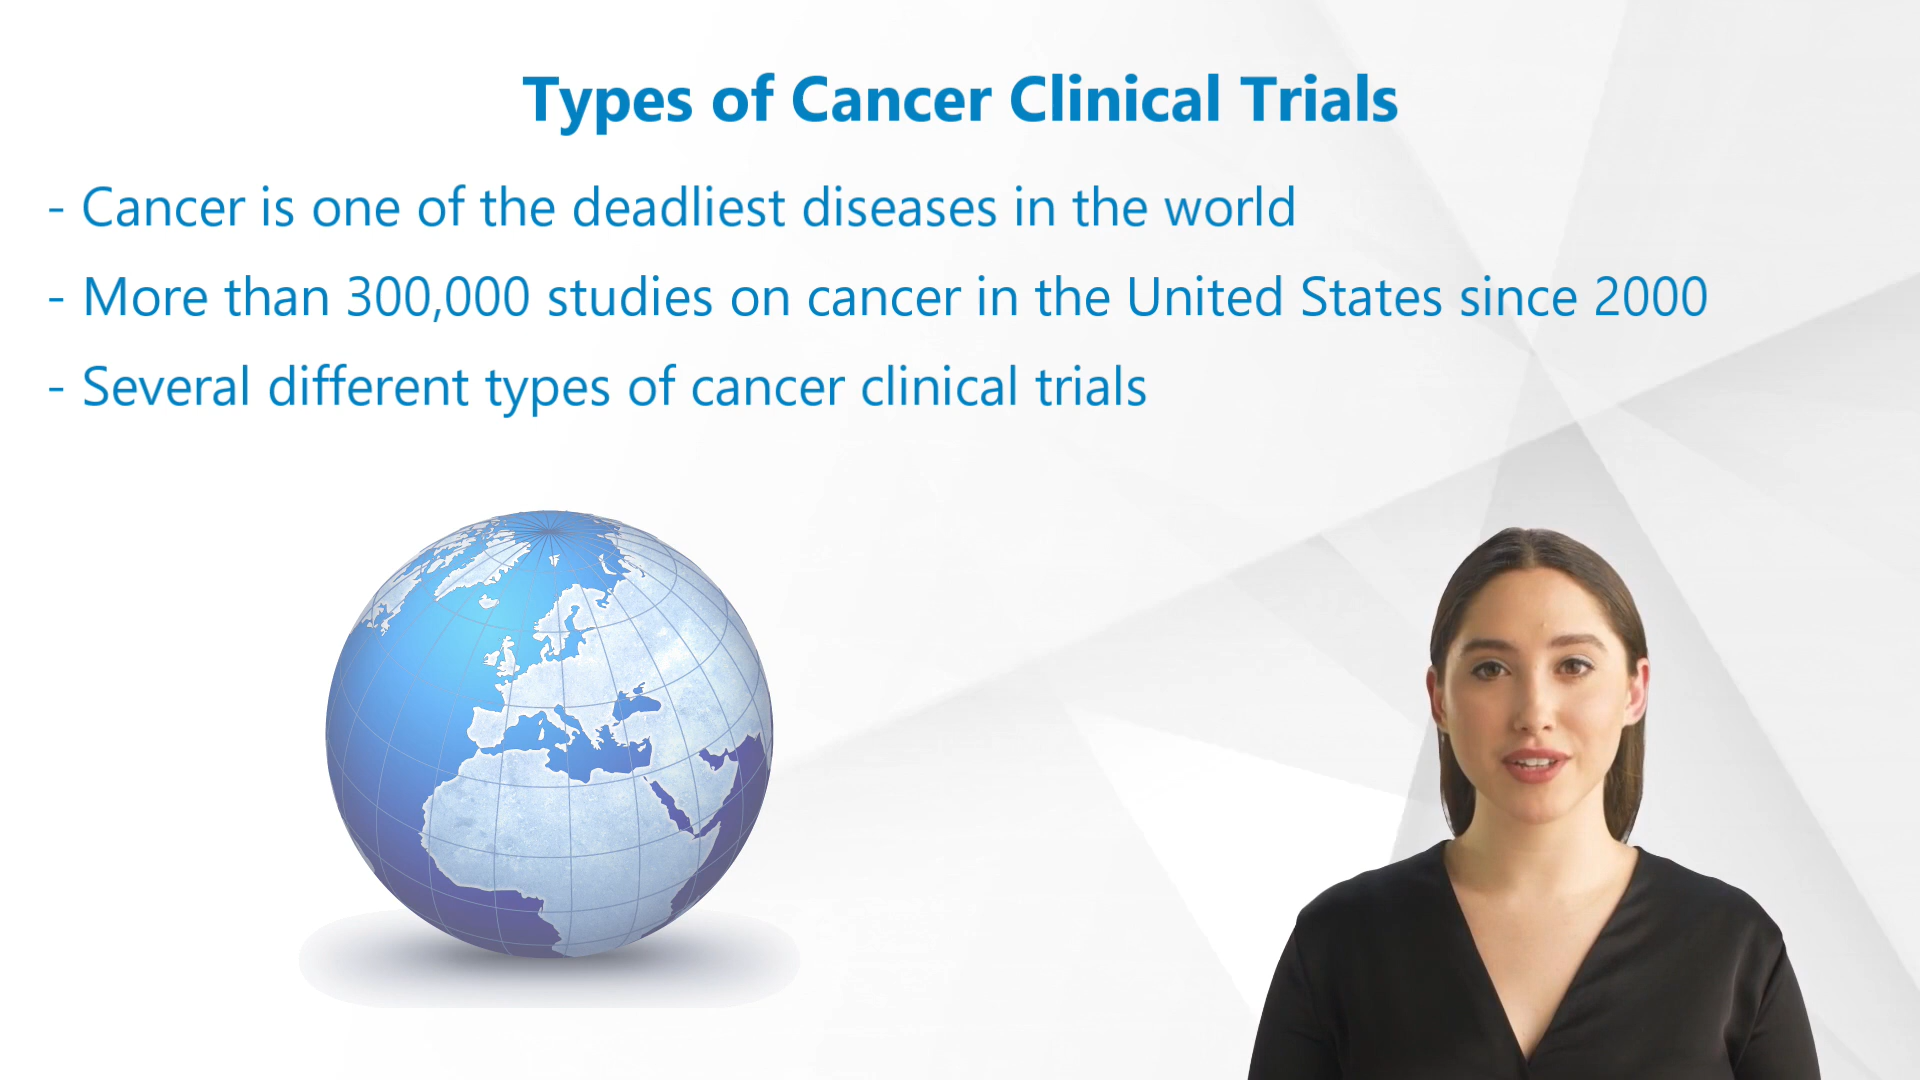 Types of Cancer Clinical Trials
- Cancer is one of the deadliest diseases in the world
- More than 300,000 studies on cancer in the United States since 2000
- Several different types of cancer clinical trials